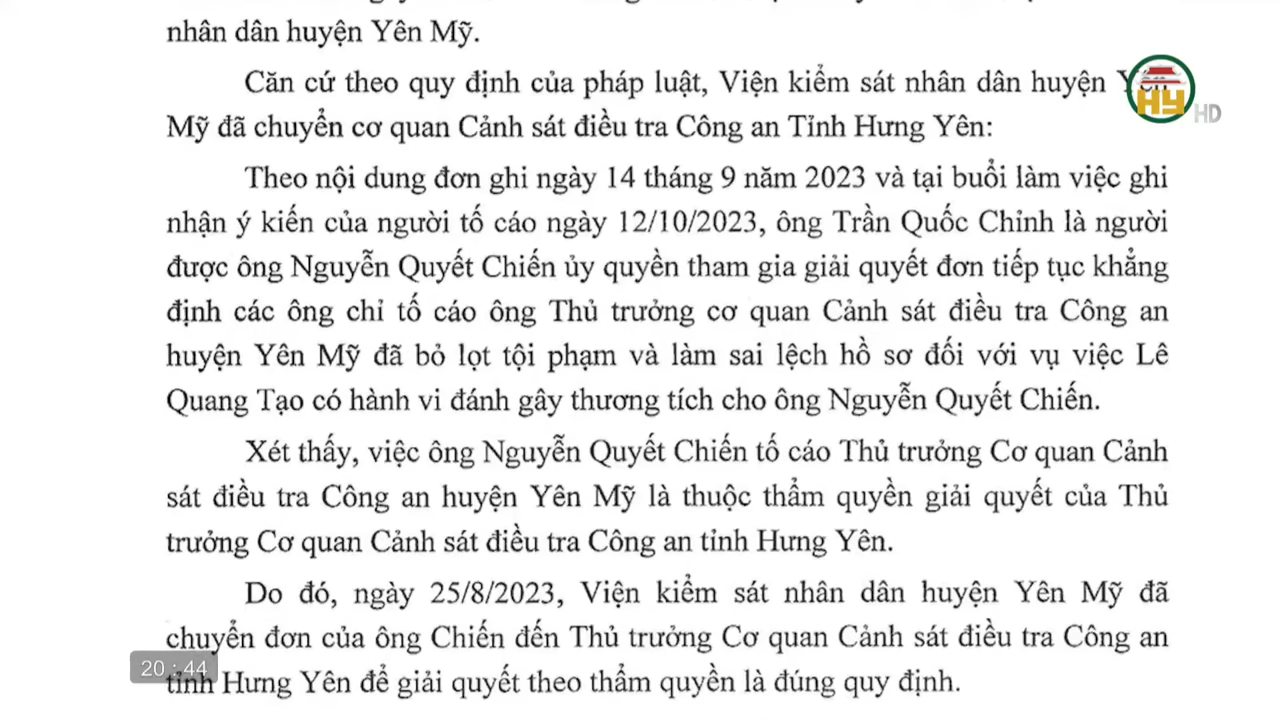 nhân dân huyện Yên Mỹ.
Căn cứ theo quy định của pháp luật, Viện kiểm sát nhân dân huyện Yên
Mỹ đã chuyển cơ quan Cảnh sát điều tra Công an Tỉnh Hưng Yên:
HY HD
Theo nội dung đơn ghi ngày 14 tháng 9 năm 2023 và tại buổi làm việc ghi
nhận ý kiến của người tố cáo ngày 12/10/2023, ông Trần Quốc Chỉnh là người
được ông Nguyễn Quyết Chiến ủy quyền tham gia giải quyết đơn tiếp tục khẳng
định các ông chỉ tố cáo ông Thủ trưởng cơ quan Cảnh sát điều tra Công an
huyện Yên Mỹ đã bỏ lọt tội phạm và làm sai lệch hồ sơ đối với vụ việc Lê
Quang Tạo có hành vi đánh gây thương tích cho ông Nguyễn Quyết Chiến.
Xét thấy, việc ông Nguyễn Quyết Chiến tố cáo Thủ trưởng Cơ quan Cảnh
sát điều tra Công an huyện Yên Mỹ là thuộc thẩm quyền giải quyết của Thủ
trưởng Cơ quan Cảnh sát điều tra Công an tỉnh Hưng Yên.
Do đó, ngày 25/8/2023, Viện kiểm sát nhân dân huyện Yên Mỹ đã
chuyển đơn của ông Chiến đến Thủ trưởng Cơ quan Cảnh sát điều tra Công an
20:44
tỉnh Hưng Yên để giải quyết theo thẩm quyền là đúng quy định.